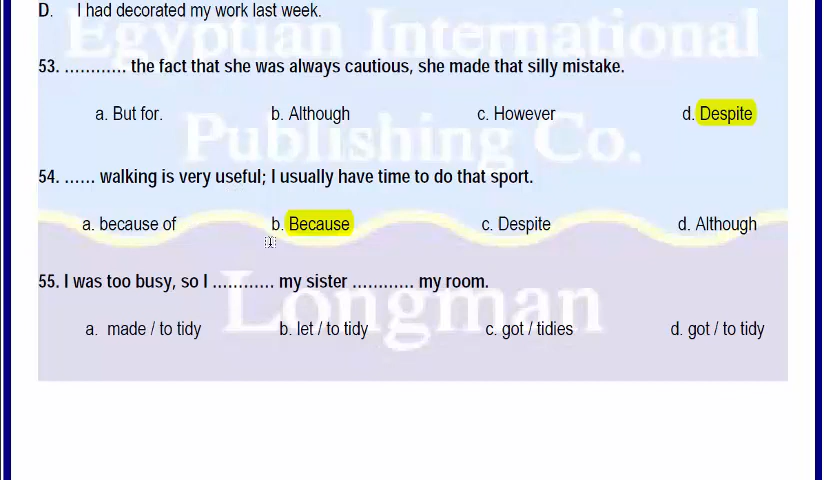 D. I had decorated my work last week.
Egyptian International
53. ............ the fact that she was always cautious, she made that silly mistake.
a. But for. b. Although c. However d. Despite
Publishing Co.
54. ...... walking is very useful; I usually have time to do that sport.
a. because of b. Because c. Despite d. Although
55. I was too busy, so I ............ my sister ............ my room.
Longman
a. made / to tidy b. let / to tidy c. got / tidies d. got / to tidy